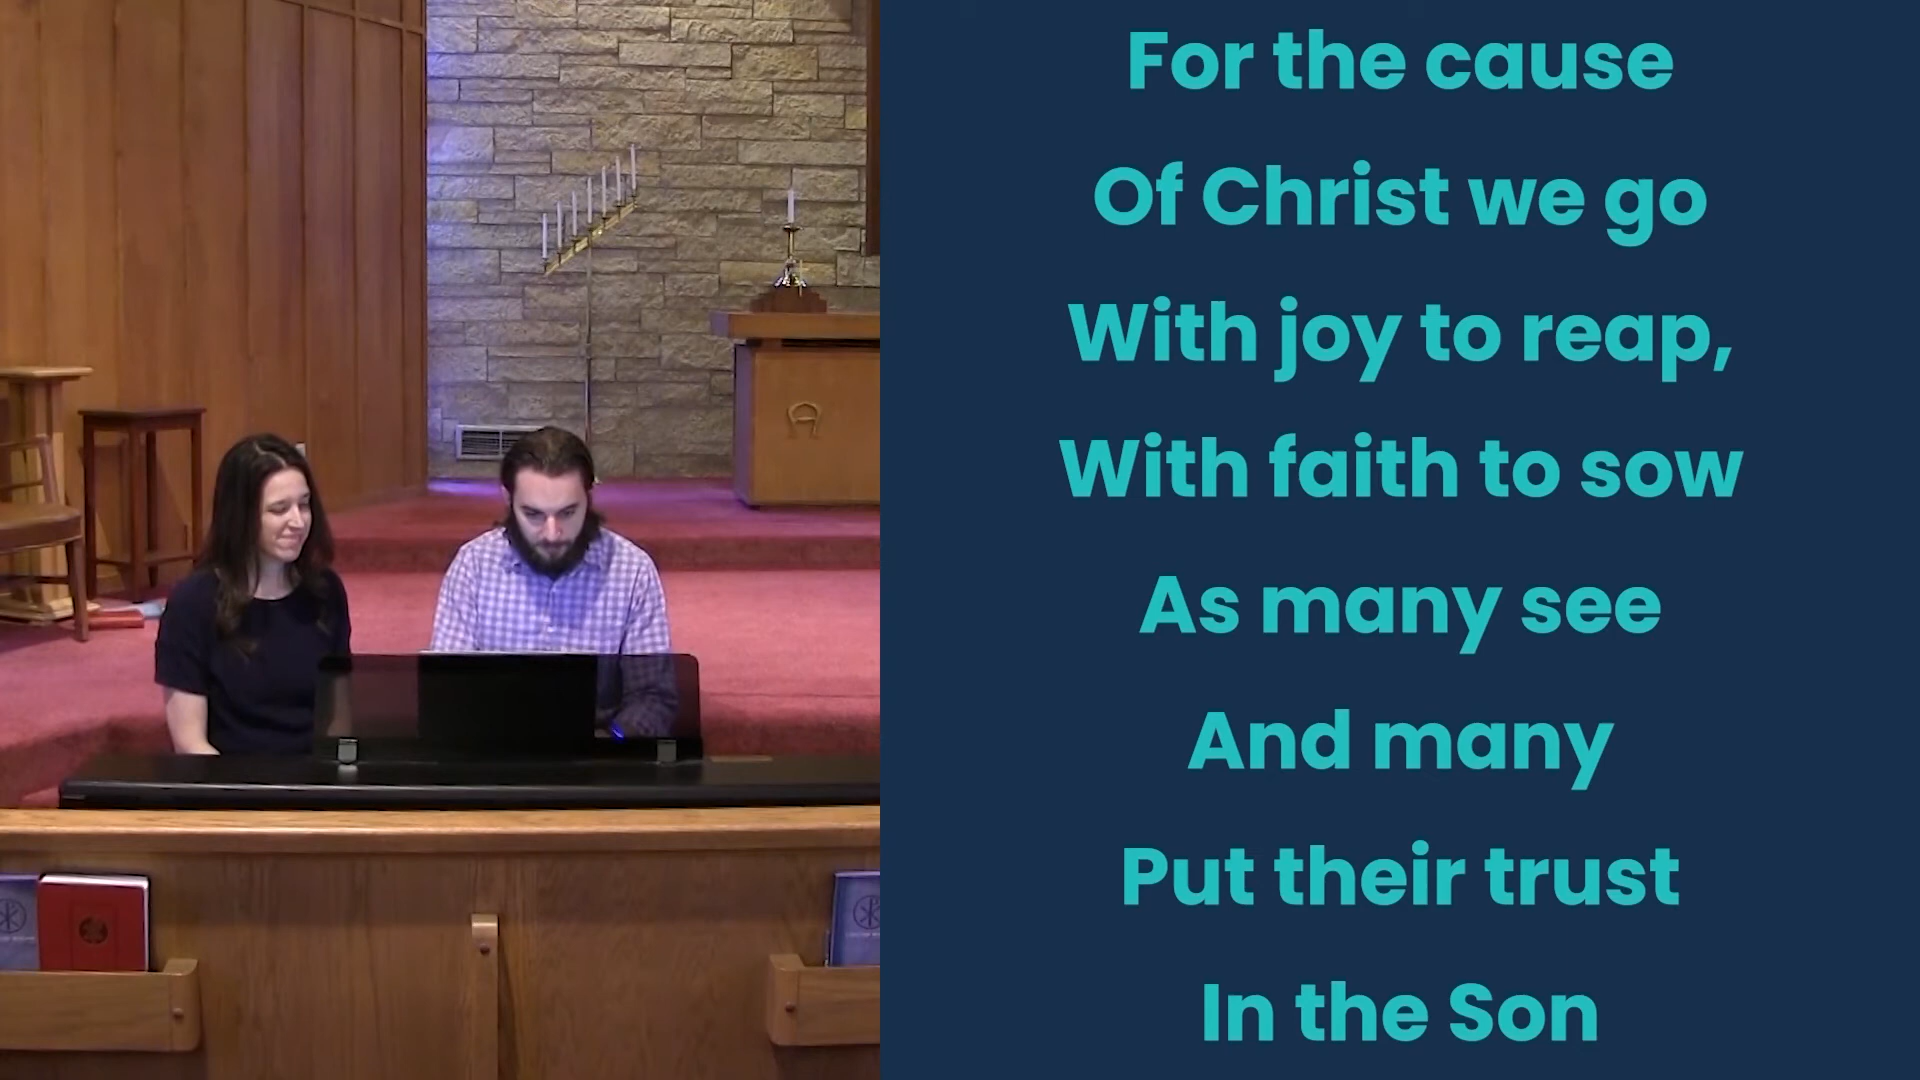 For the cause
Of Christ we go
With joy to reap,
With faith to sow
As many see
And many
Put their trust
In the Son